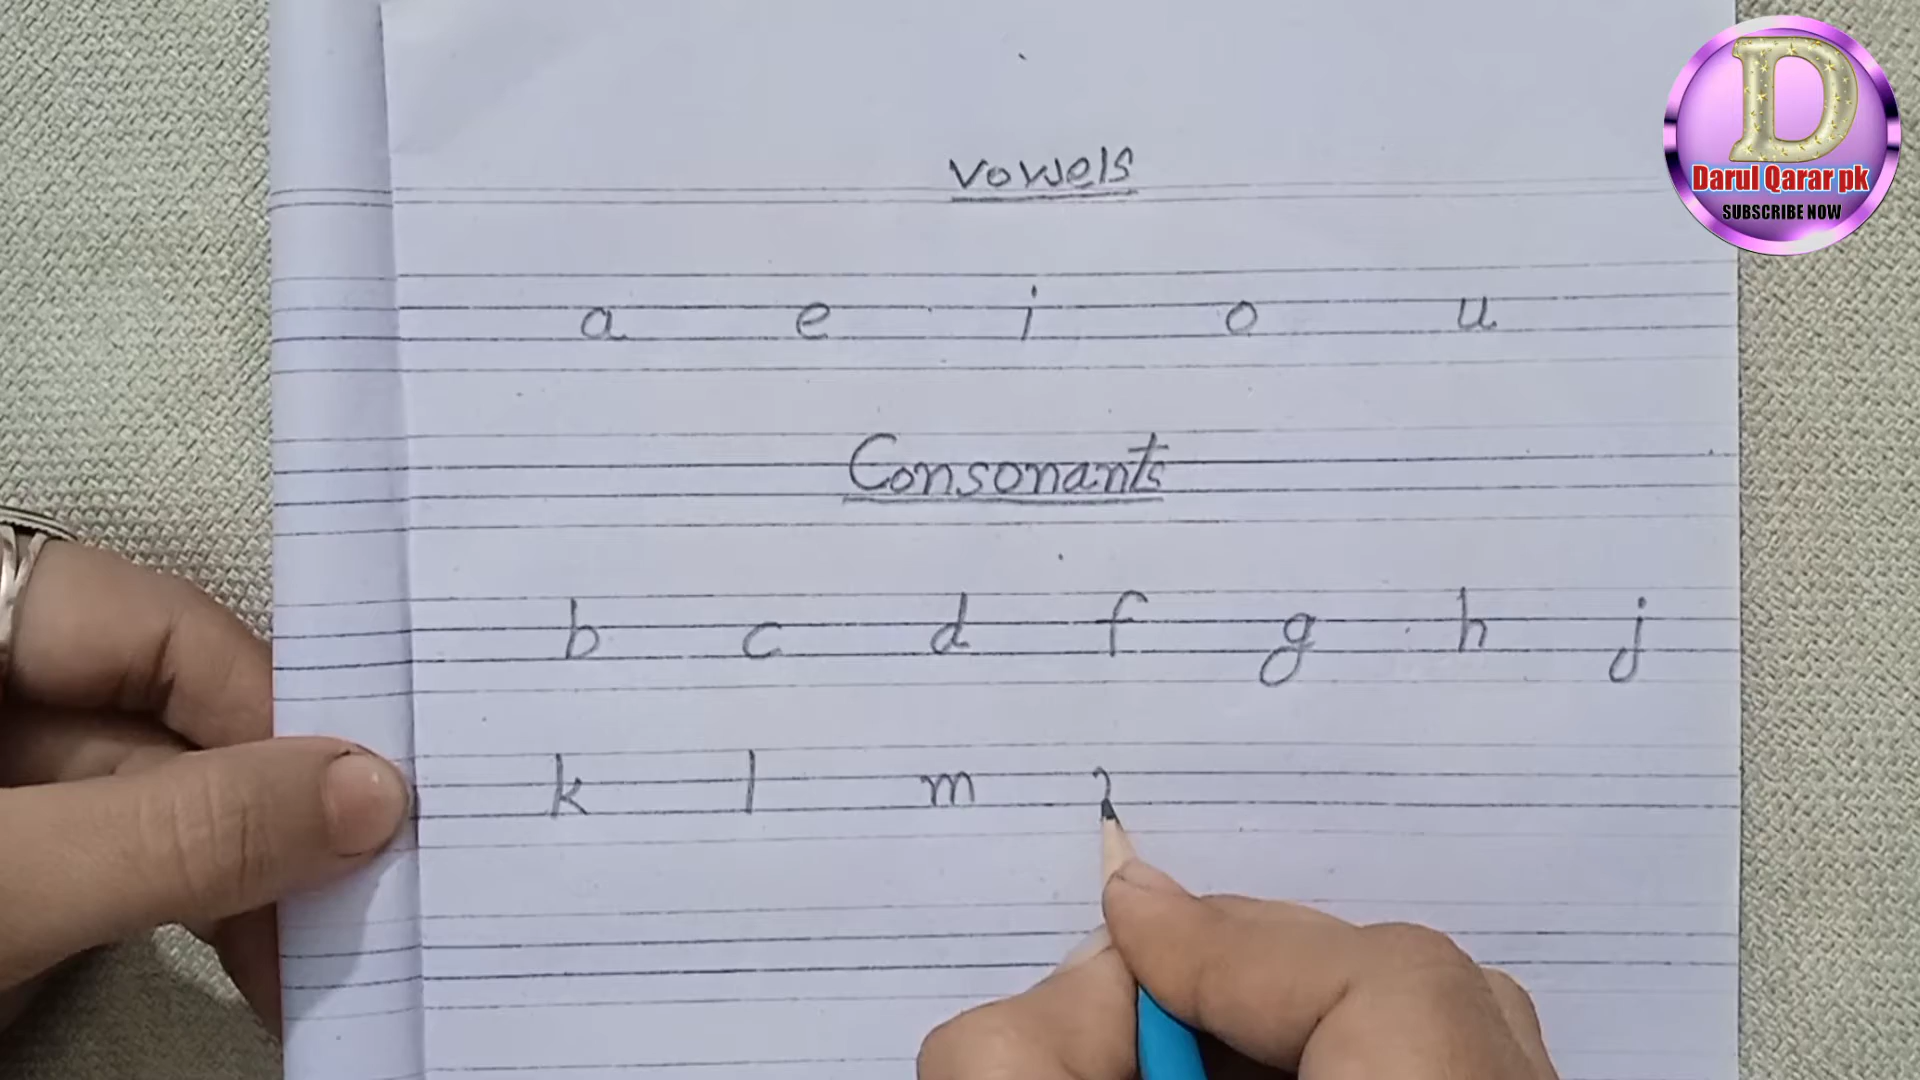 Vowels
a e i o u
Consonants
b c d f g h j
k l m
D
Darul Qarar pk
SUBSCRIBE NOW